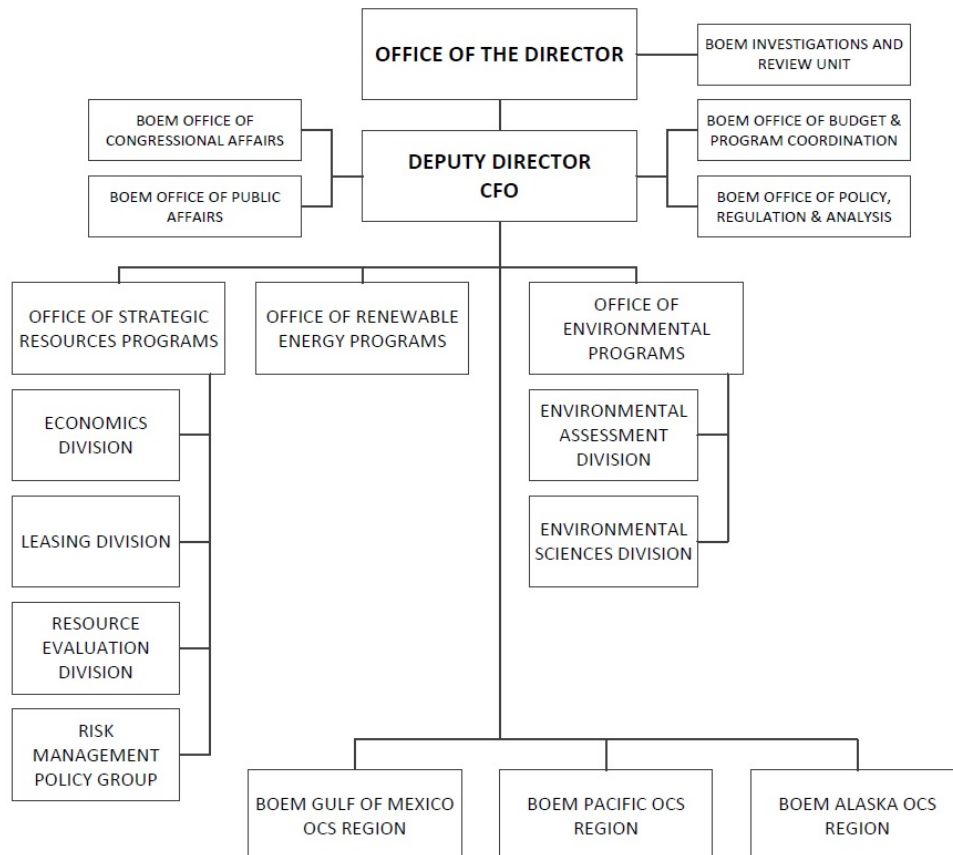 OFFICE OF THE DIRECTOR
BOEM INVESTIGATIONS AND
REVIEW UNIT
BOEM OFFICE OF
CONGRESSIONAL AFFAIRS
BOEM OFFICE OF PUBLIC
AFFAIRS
DEPUTY DIRECTOR
CFO
BOEM OFFICE OF BUDGET &
PROGRAM COORDINATION
BOEM OFFICE OF POLICY,
REGULATION & ANALYSIS
OFFICE OF STRATEGIC
RESOURCES PROGRAMS
OFFICE OF RENEWABLE
ENERGY PROGRAMS
OFFICE OF
ENVIRONMENTAL
PROGRAMS
ECONOMICS
DIVISION
LEASING DIVISION
RESOURCE
EVALUATION
DIVISION
RISK
MANAGEMENT
POLICY GROUP
ENVIRONMENTAL
ASSESSMENT
DIVISION
ENVIRONMENTAL
SCIENCES DIVISION
BOEM GULF OF MEXICO
OCS REGION
BOEM PACIFIC OCS
REGION
BOEM ALASKA OCS
REGION